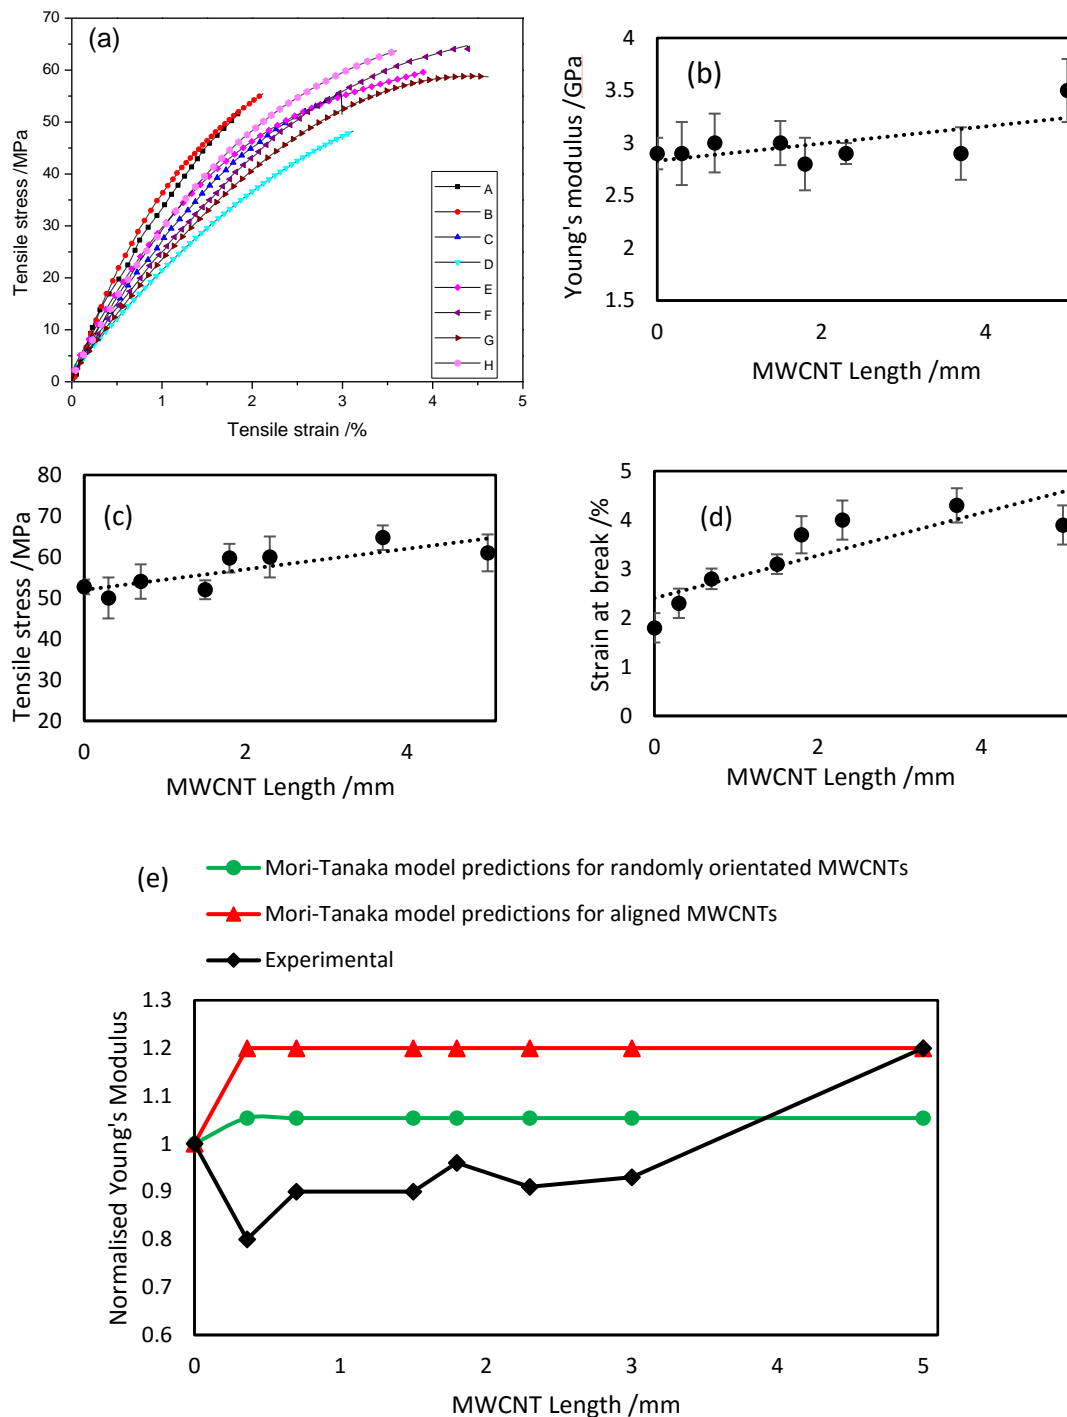 (a)
70
60
50
40
30
20
10
0
Tensile stress /MPa
0 1 2 3 4 5
Tensile strain /%
A
B
C
D
E
F
G
H
(b)
4
3.5
3
2.5
2
1.5
Young's modulus /GPa
0 2 4
MWCNT Length /mm
(c)
80
70
60
50
40
30
20
Tensile stress /MPa
0 2 4
MWCNT Length /mm
(d)
5
4
3
2
1
0
Strain at break /%
0 2 4
MWCNT Length /mm
(e)
Mori-Tanaka model predictions for randomly orientated MWCNTs
Mori-Tanaka model predictions for aligned MWCNTs
Experimental
1.3
1.2
1.1
1
0.9
0.8
0.7
0.6
Normalised Young's Modulus
0 1 2 3 4 5
MWCNT Length /mm